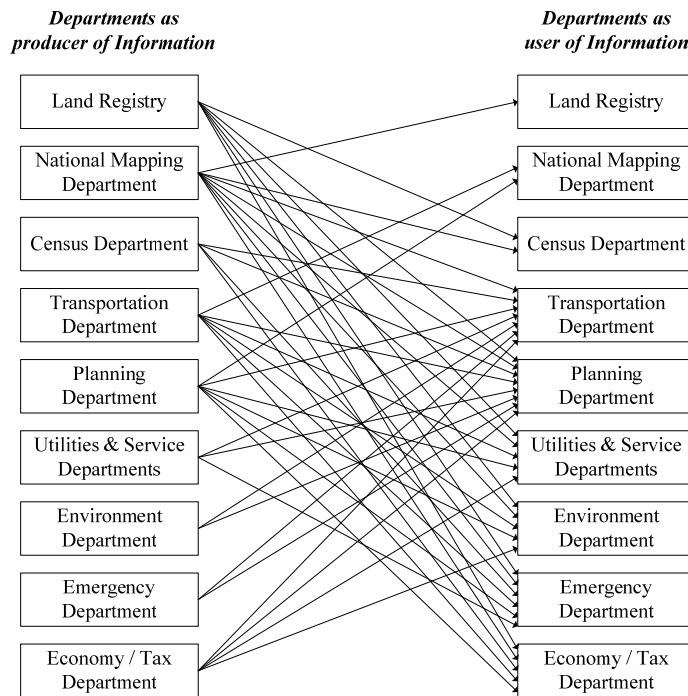 Departments as
producer of Information
Land Registry
National Mapping
Department
Census Department
Transportation
Department
Planning
Department
Utilities & Service
Departments
Environment
Department
Emergency
Department
Economy / Tax
Department
Departments as
user of Information
Land Registry
National Mapping
Department
Census Department
Transportation
Department
Planning
Department
Utilities & Service
Departments
Environment
Department
Emergency
Department
Economy / Tax
Department